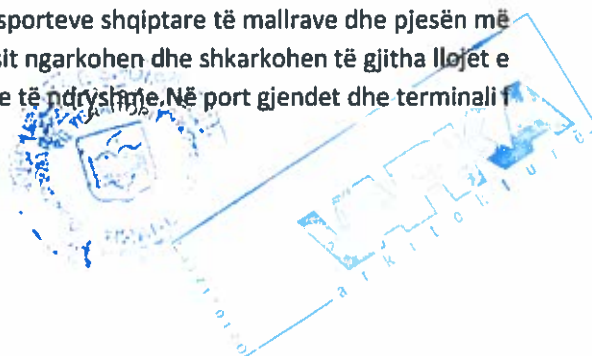 sporteve shqiptare të mallrave dhe pjesën më
sit ngarkohen dhe shkarkohen të gjitha llojet e
e të ndryshme.Në port gjendet dhe terminali f
arkitekturë